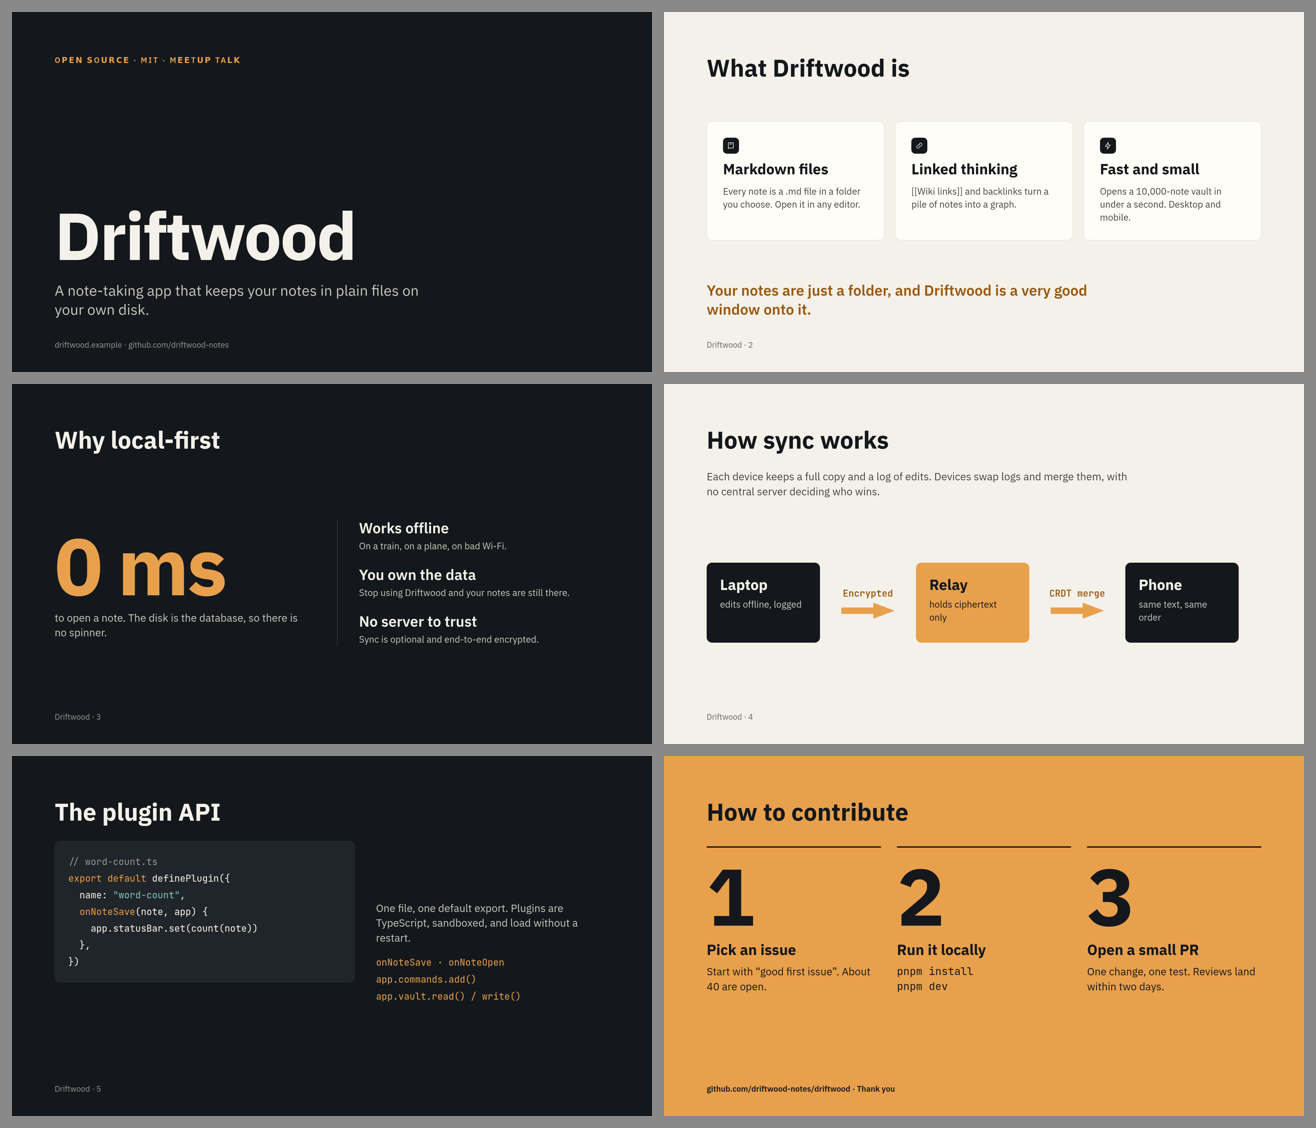 OPEN SOURCE · MIT · MEETUP TALK
Driftwood
A note-taking app that keeps your notes in plain files on
your own disk.
driftwood.example · github.com/driftwood-notes
What Driftwood is
Markdown files
Every note is a .md file in a folder
you choose. Open it in any editor.
Linked thinking
[[Wiki links]] and backlinks turn a
pile of notes into a graph.
Fast and small
Opens a 10,000-note vault in
under a second. Desktop and
mobile.
Your notes are just a folder, and Driftwood is a very good
window onto it.
Driftwood · 2
Why local-first
0 ms
to open a note. The disk is the database, so there is
no spinner.
Works offline
On a train, on a plane, on bad Wi-Fi.
You own the data
Stop using Driftwood and your notes are still there.
No server to trust
Sync is optional and end-to-end encrypted.
Driftwood · 3
How sync works
Each device keeps a full copy and a log of edits. Devices swap logs and merge them, with
no central server deciding who wins.
Laptop
edits offline, logged
Encrypted
Relay
holds ciphertext
only
CRDT merge
Phone
same text, same
order
Driftwood · 4
The plugin API
// word-count.ts
export default definePlugin({
  name: "word-count",
  onNoteSave(note, app) {
    app.statusBar.set(count(note))
  },
})
One file, one default export. Plugins are
TypeScript, sandboxed, and load without a
restart.
onNoteSave · onNoteOpen
app.commands.add()
app.vault.read() / write()
Driftwood · 5
How to contribute
1
Pick an issue
Start with “good first issue”. About
40 are open.
2
Run it locally
pnpm install
pnpm dev
3
Open a small PR
One change, one test. Reviews land
within two days.
github.com/driftwood-notes/driftwood · Thank you